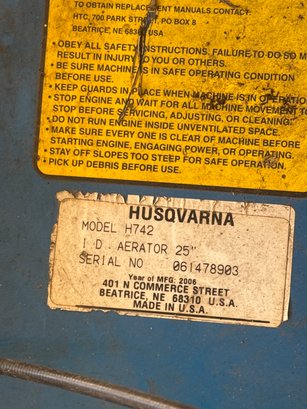 TO OBTAIN REPLACEMENT MANUALS CONTACT:
HTC, 700 PARK STREET, PO BOX 8
BEATRICE, NE 6831 USA
•OBEY ALL SAFETY INSTRUCTIONS. FAILURE TO DO SO M
RESULT IN INJURY TO YOU OR OTHERS.
BE SURE MACHINE IS IN SAFE OPERATING CONDITION
BEFORE USE.
•KEEP GUARDS IN PLACE WHEN MACHINE IS IN OPERATION
•STOP ENGINE AND WAIT FOR ALL MACHINE MOVEMENT TO
STOP BEFORE SERVICING, ADJUSTING, OR CLEANING.
DO NOT RUN ENGINE INSIDE UNVENTILATED SPACE.
•MAKE SURE EVERY ONE IS CLEAR OF MACHINE BEFORE
STARTING ENGINE, ENGAGING POWER, OR OPERATING.
•STAY OFF SLOPES TOO STEEP FOR SAFE OPERATION.
PICK UP DEBRIS BEFORE USE.
HUSQVARNA
MODEL H742
I D. AERATOR 25"
SERIAL NO 061478903
Year of MFG: 2006
401 N COMMERCE STREET
BEATRICE, NE 68310 U.S.A.
MADE IN U.S.A.